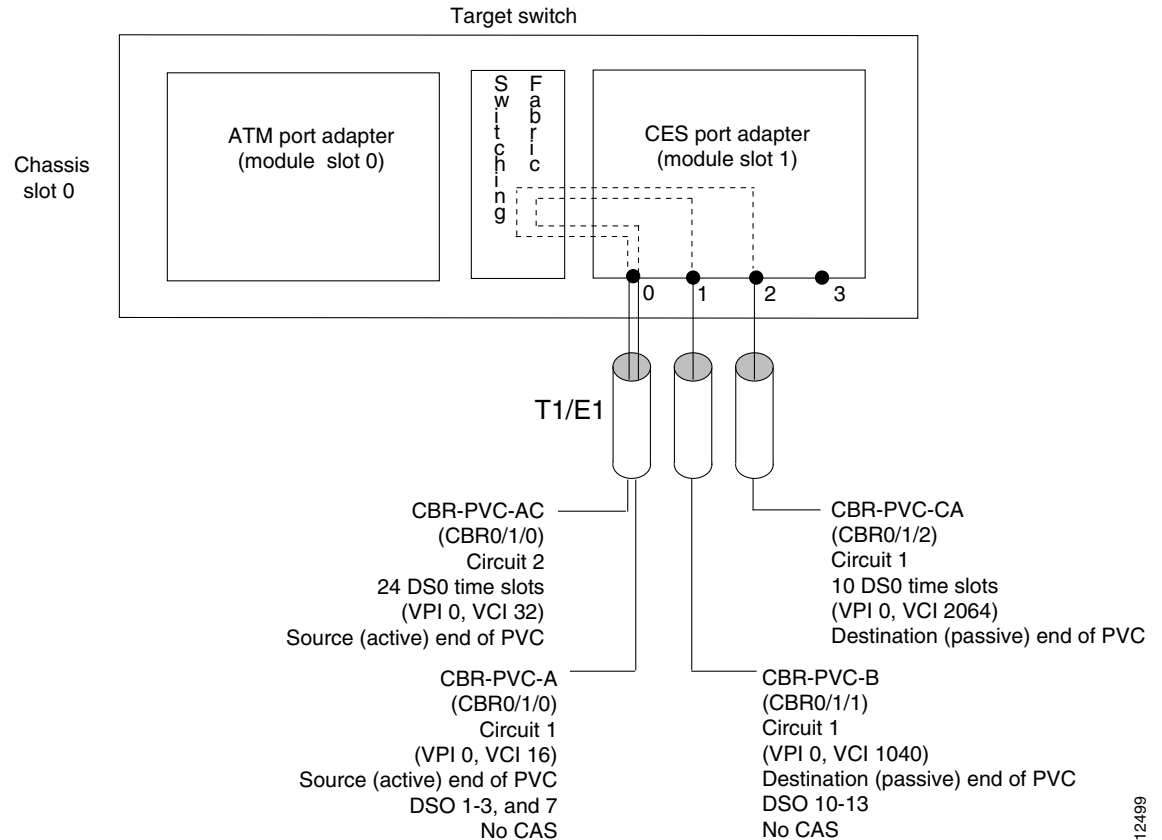 Target switch
Chassis
slot 0
ATM port adapter
(module slot 0)
Switching
Fabric
CES port adapter
(module slot 1)
0
1
2
3
T1/E1
CBR-PVC-AC
(CBR0/1/0)
Circuit 2
24 DS0 time slots
(VPI 0, VCI 32)
Source (active) end of PVC
CBR-PVC-CA
(CBR0/1/2)
Circuit 1
10 DS0 time slots
(VPI 0, VCI 2064)
Destination (passive) end of PVC
CBR-PVC-A
(CBR0/1/0)
Circuit 1
(VPI 0, VCI 16)
Source (active) end of PVC
DSO 1-3, and 7
No CAS
CBR-PVC-B
(CBR0/1/1)
Circuit 1
(VPI 0, VCI 1040)
Destination (passive) end of PVC
DSO 10-13
No CAS
12499